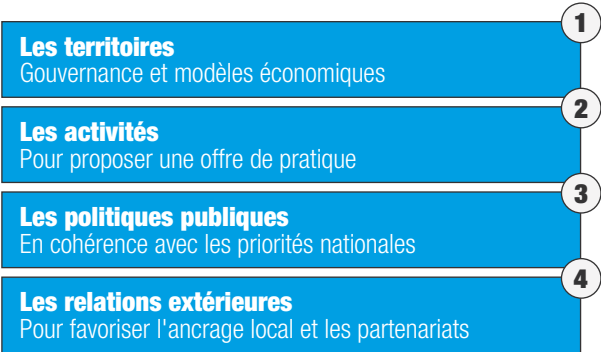 1
Les territoires
Gouvernance et modèles économiques
2
Les activités
Pour proposer une offre de pratique
3
Les politiques publiques
En cohérence avec les priorités nationales
4
Les relations extérieures
Pour favoriser l'ancrage local et les partenariats